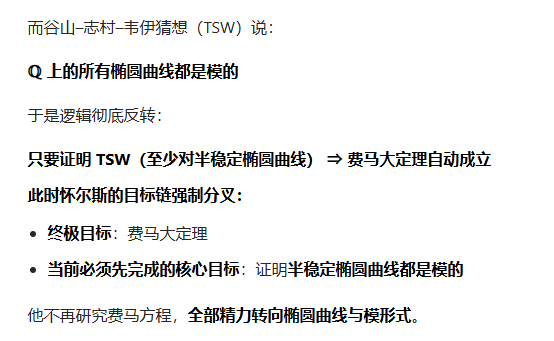 而谷山–志村–韦伊猜想（TSW）说：
ℚ 上的所有椭圆曲线都是模的
于是逻辑彻底反转：
只要证明 TSW（至少对半稳定椭圆曲线） ⇒ 费马大定理自动成立
此时怀尔斯的目标链强制分叉：
• 终极目标：费马大定理
• 当前必须先完成的核心目标：证明半稳定椭圆曲线都是模的
他不再研究费马方程，全部精力转向椭圆曲线与模形式。